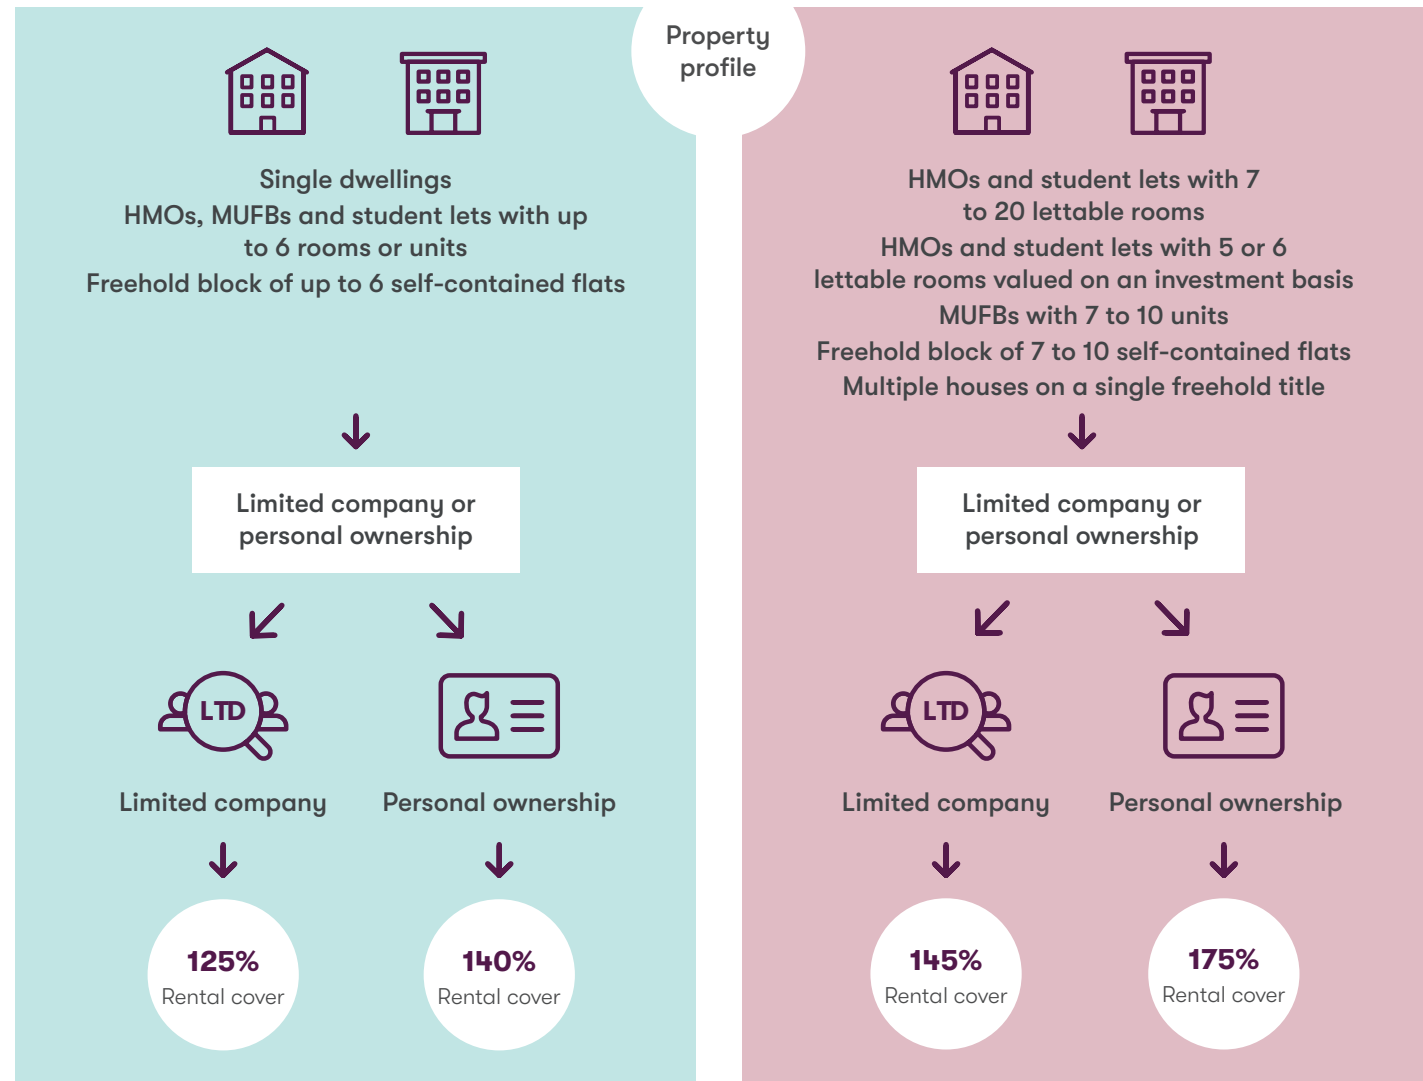 Property
profile
Single dwellings
HMOs, MUFBs and student lets with up
to 6 rooms or units
Freehold block of up to 6 self-contained flats
Limited company or
personal ownership
LTD
Limited company
Personal ownership
125%
Rental cover
140%
Rental cover
HMOs and student lets with 7
to 20 lettable rooms
HMOs and student lets with 5 or 6
lettable rooms valued on an investment basis
MUFBs with 7 to 10 units
Freehold block of 7 to 10 self-contained flats
Multiple houses on a single freehold title
Limited company or
personal ownership
LTD
Limited company
Personal ownership
145%
Rental cover
175%
Rental cover